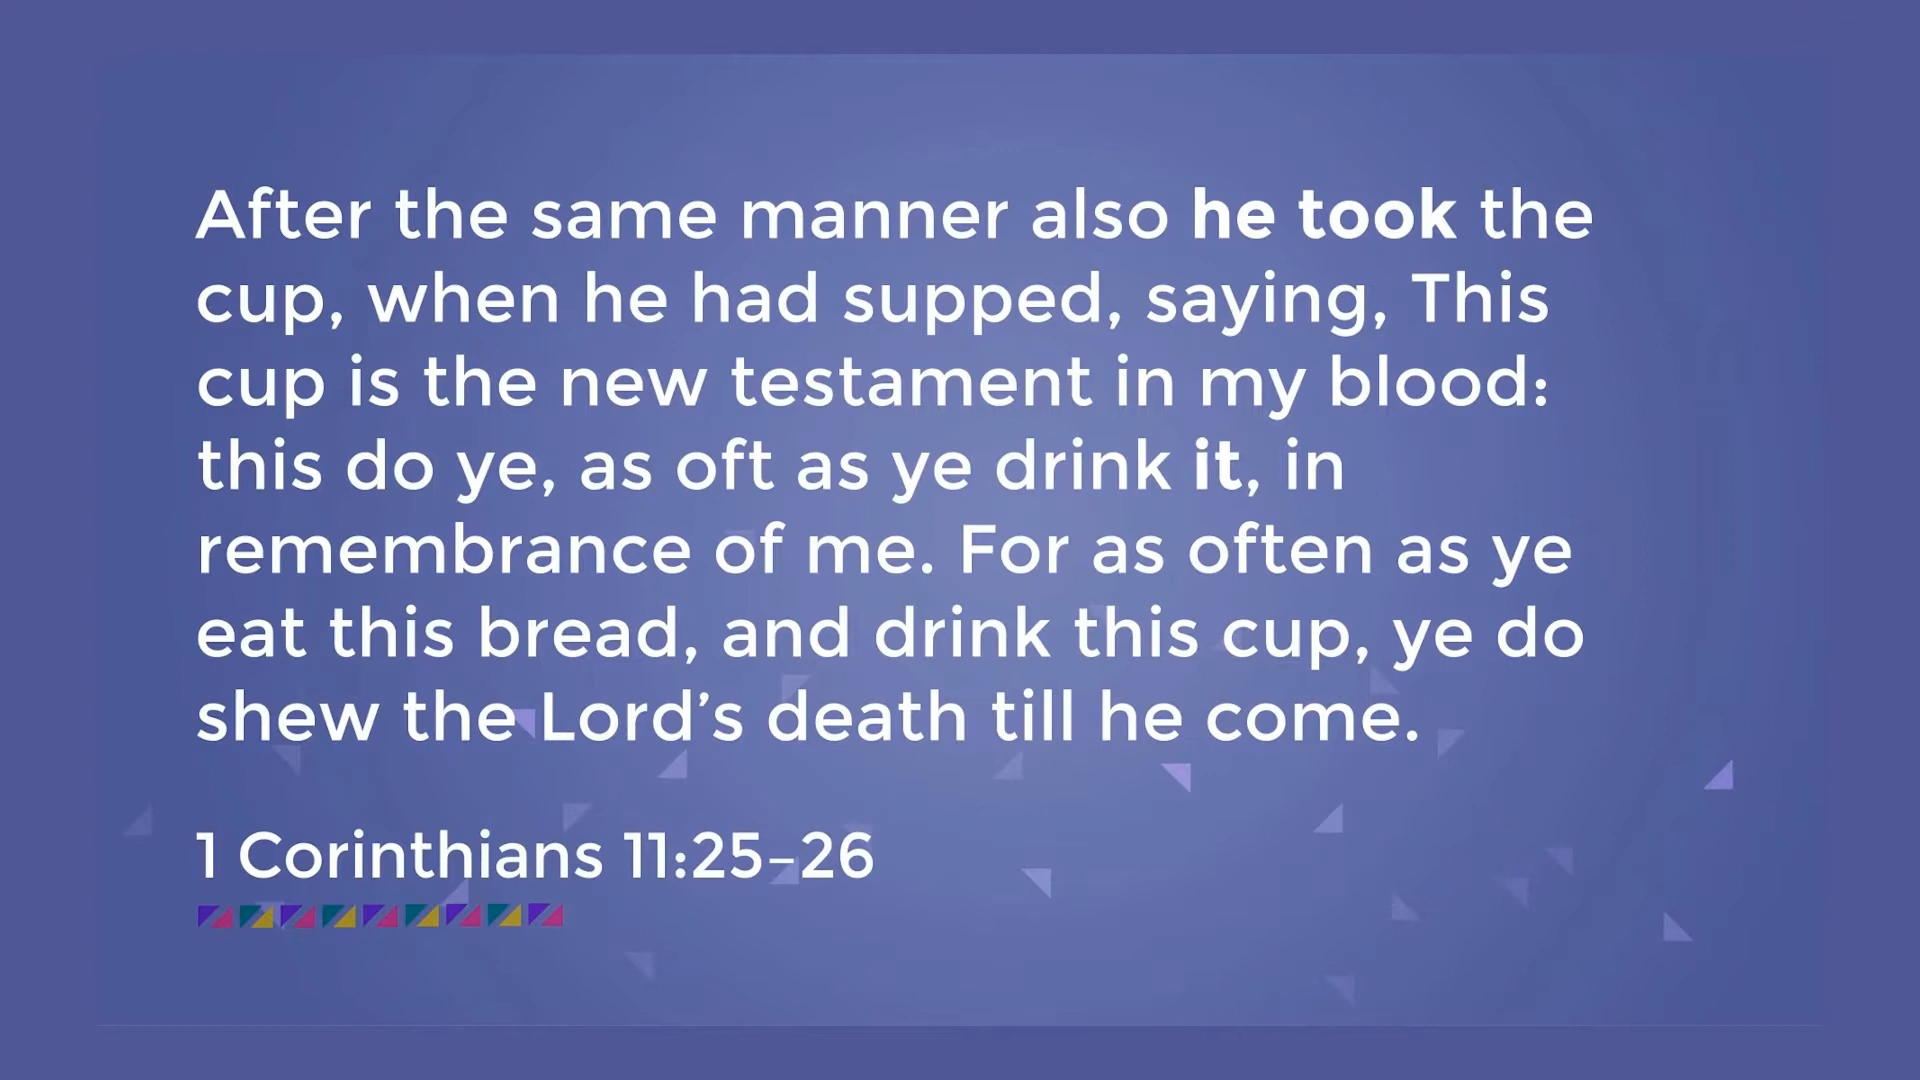 After the same manner also he took the
cup, when he had supped, saying, This
cup is the new testament in my blood:
this do ye, as oft as ye drink it, in
remembrance of me. For as often as ye
eat this bread, and drink this cup, ye do
shew the Lord’s death till he come.
1 Corinthians 11:25–26